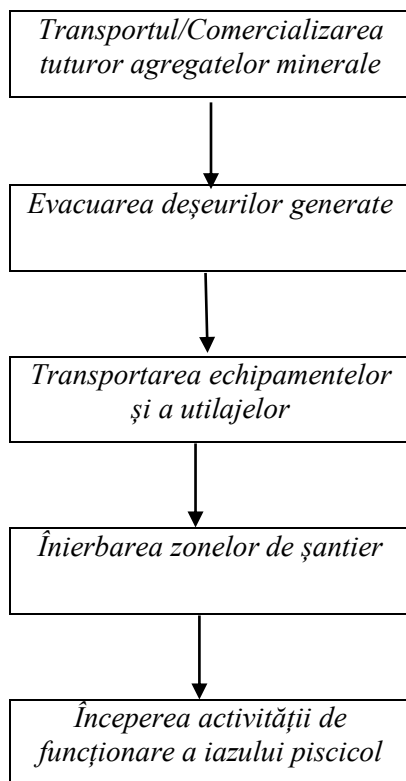 Transportul/Comercializarea
tuturor agregatelor minerale
Evacuarea deșeurilor generate
Transportarea echipamentelor
și a utilajelor
Înierbarea zonelor de șantier
Începerea activității de
funcționare a iazului piscicol